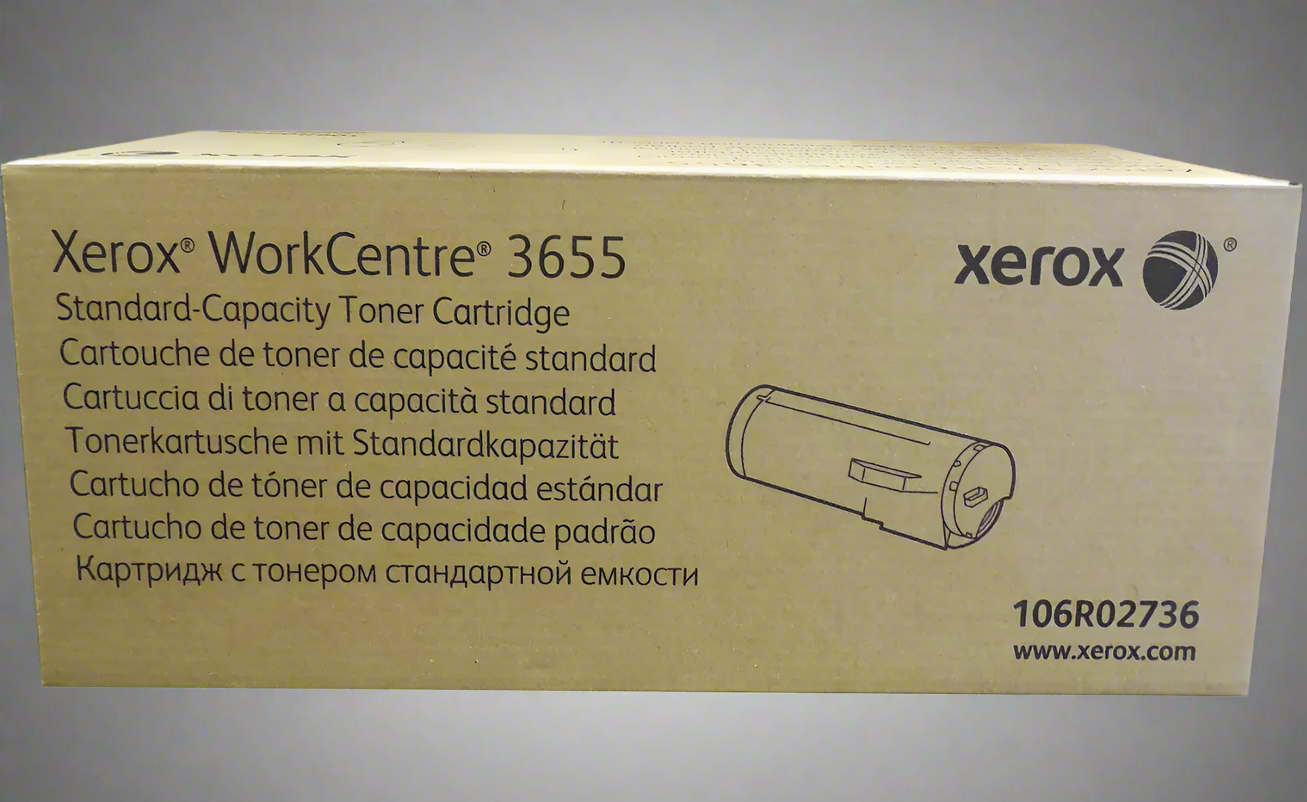 Xerox® WorkCentre® 3655
Standard-Capacity Toner Cartridge
Cartouche de toner de capacité standard
Cartuccia di toner a capacità standard
Tonerkartusche mit Standardkapazität
Cartucho de tóner de capacidad estándar
Cartucho de toner de capacidade padrão
Картридж с тонером стандартной емкости
xerox ®
106R02736
www.xerox.com